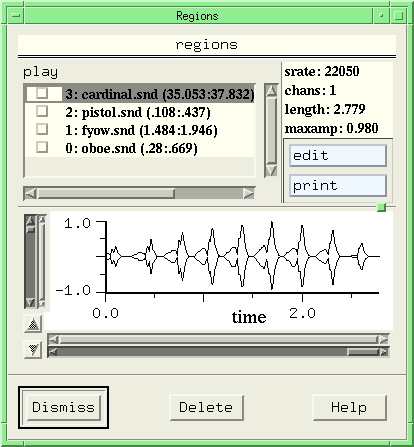 Regions
regions
play
3: cardinal.snd (35.053:37.832)
2: pistol.snd (.108:.437)
1: fyow.snd (1.484:1.946)
0: oboe.snd (.28:.669)
srate: 22050
chans: 1
length: 2.779
maxamp: 0.980
edit
print
1.0
-1.0
0.0
time
2.0
Dismiss
Delete
Help